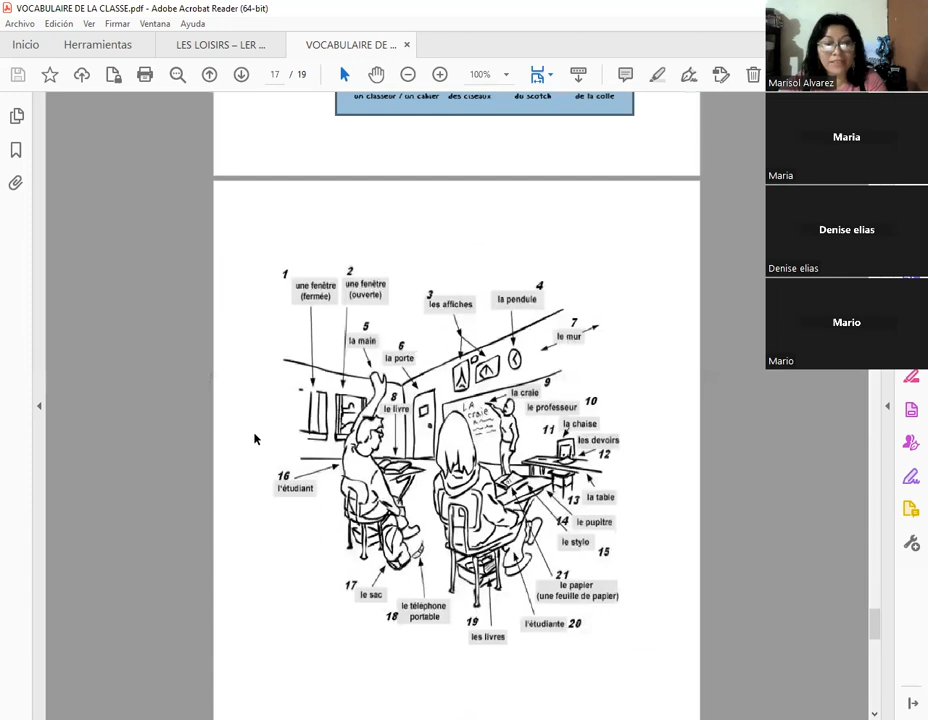 VOCABULAIRE DE LA CLASSE.pdf - Adobe Acrobat Reader (64-bit)
Archivo Edición Ver Firmar Ventana Ayuda
Inicio Herramientas LES LOISIRS – LER ... VOCABULAIRE DE ... ×
17 / 19 100%
Marisol Alvarez
Maria
Maria
Denise elias
Denise elias
Mario
Mario
un classeur / un cahier des ciseaux du scotch de la colle
1
une fenêtre
(fermée)
2
une fenêtre
(ouverte)
3
les affiches
4
la pendule
5
la main
6
la porte
7
le mur
8
le livre
9
la craie
10
le professeur
11
la chaise
les devoirs
12
LA
craie
13
la table
14
le pupitre
le stylo
15
16
l'étudiant
17
le sac
le téléphone
portable
18
19
les livres
l'étudiante 20
21
le papier
(une feuille de papier)